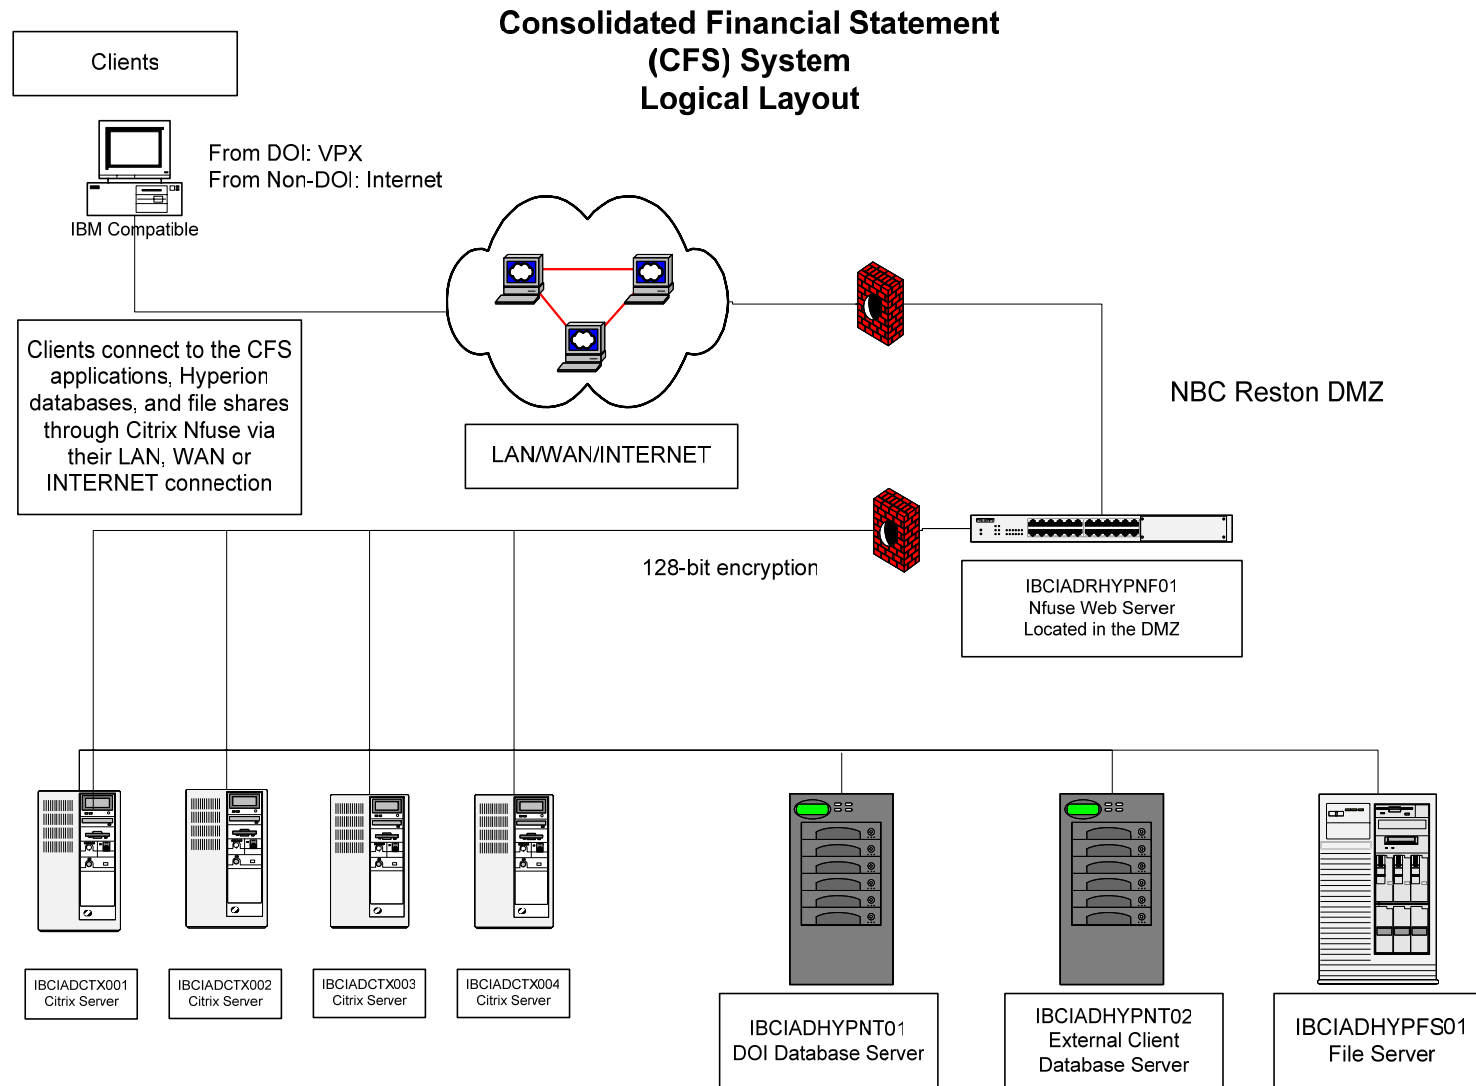 Consolidated Financial Statement
(CFS) System
Logical Layout
Clients
From DOI: VPX
From Non-DOI: Internet
IBM Compatible
Clients connect to the CFS
applications, Hyperion
databases, and file shares
through Citrix Nfuse via
their LAN, WAN or
INTERNET connection
LAN/WAN/INTERNET
NBC Reston DMZ
128-bit encryption
IBCIADRHYPNF01
Nfuse Web Server
Located in the DMZ
IBCIADCTX001
Citrix Server
IBCIADCTX002
Citrix Server
IBCIADCTX003
Citrix Server
IBCIADCTX004
Citrix Server
IBCIADHYPNT01
DOI Database Server
IBCIADHYPNT02
External Client
Database Server
IBCIADHYPFS01
File Server